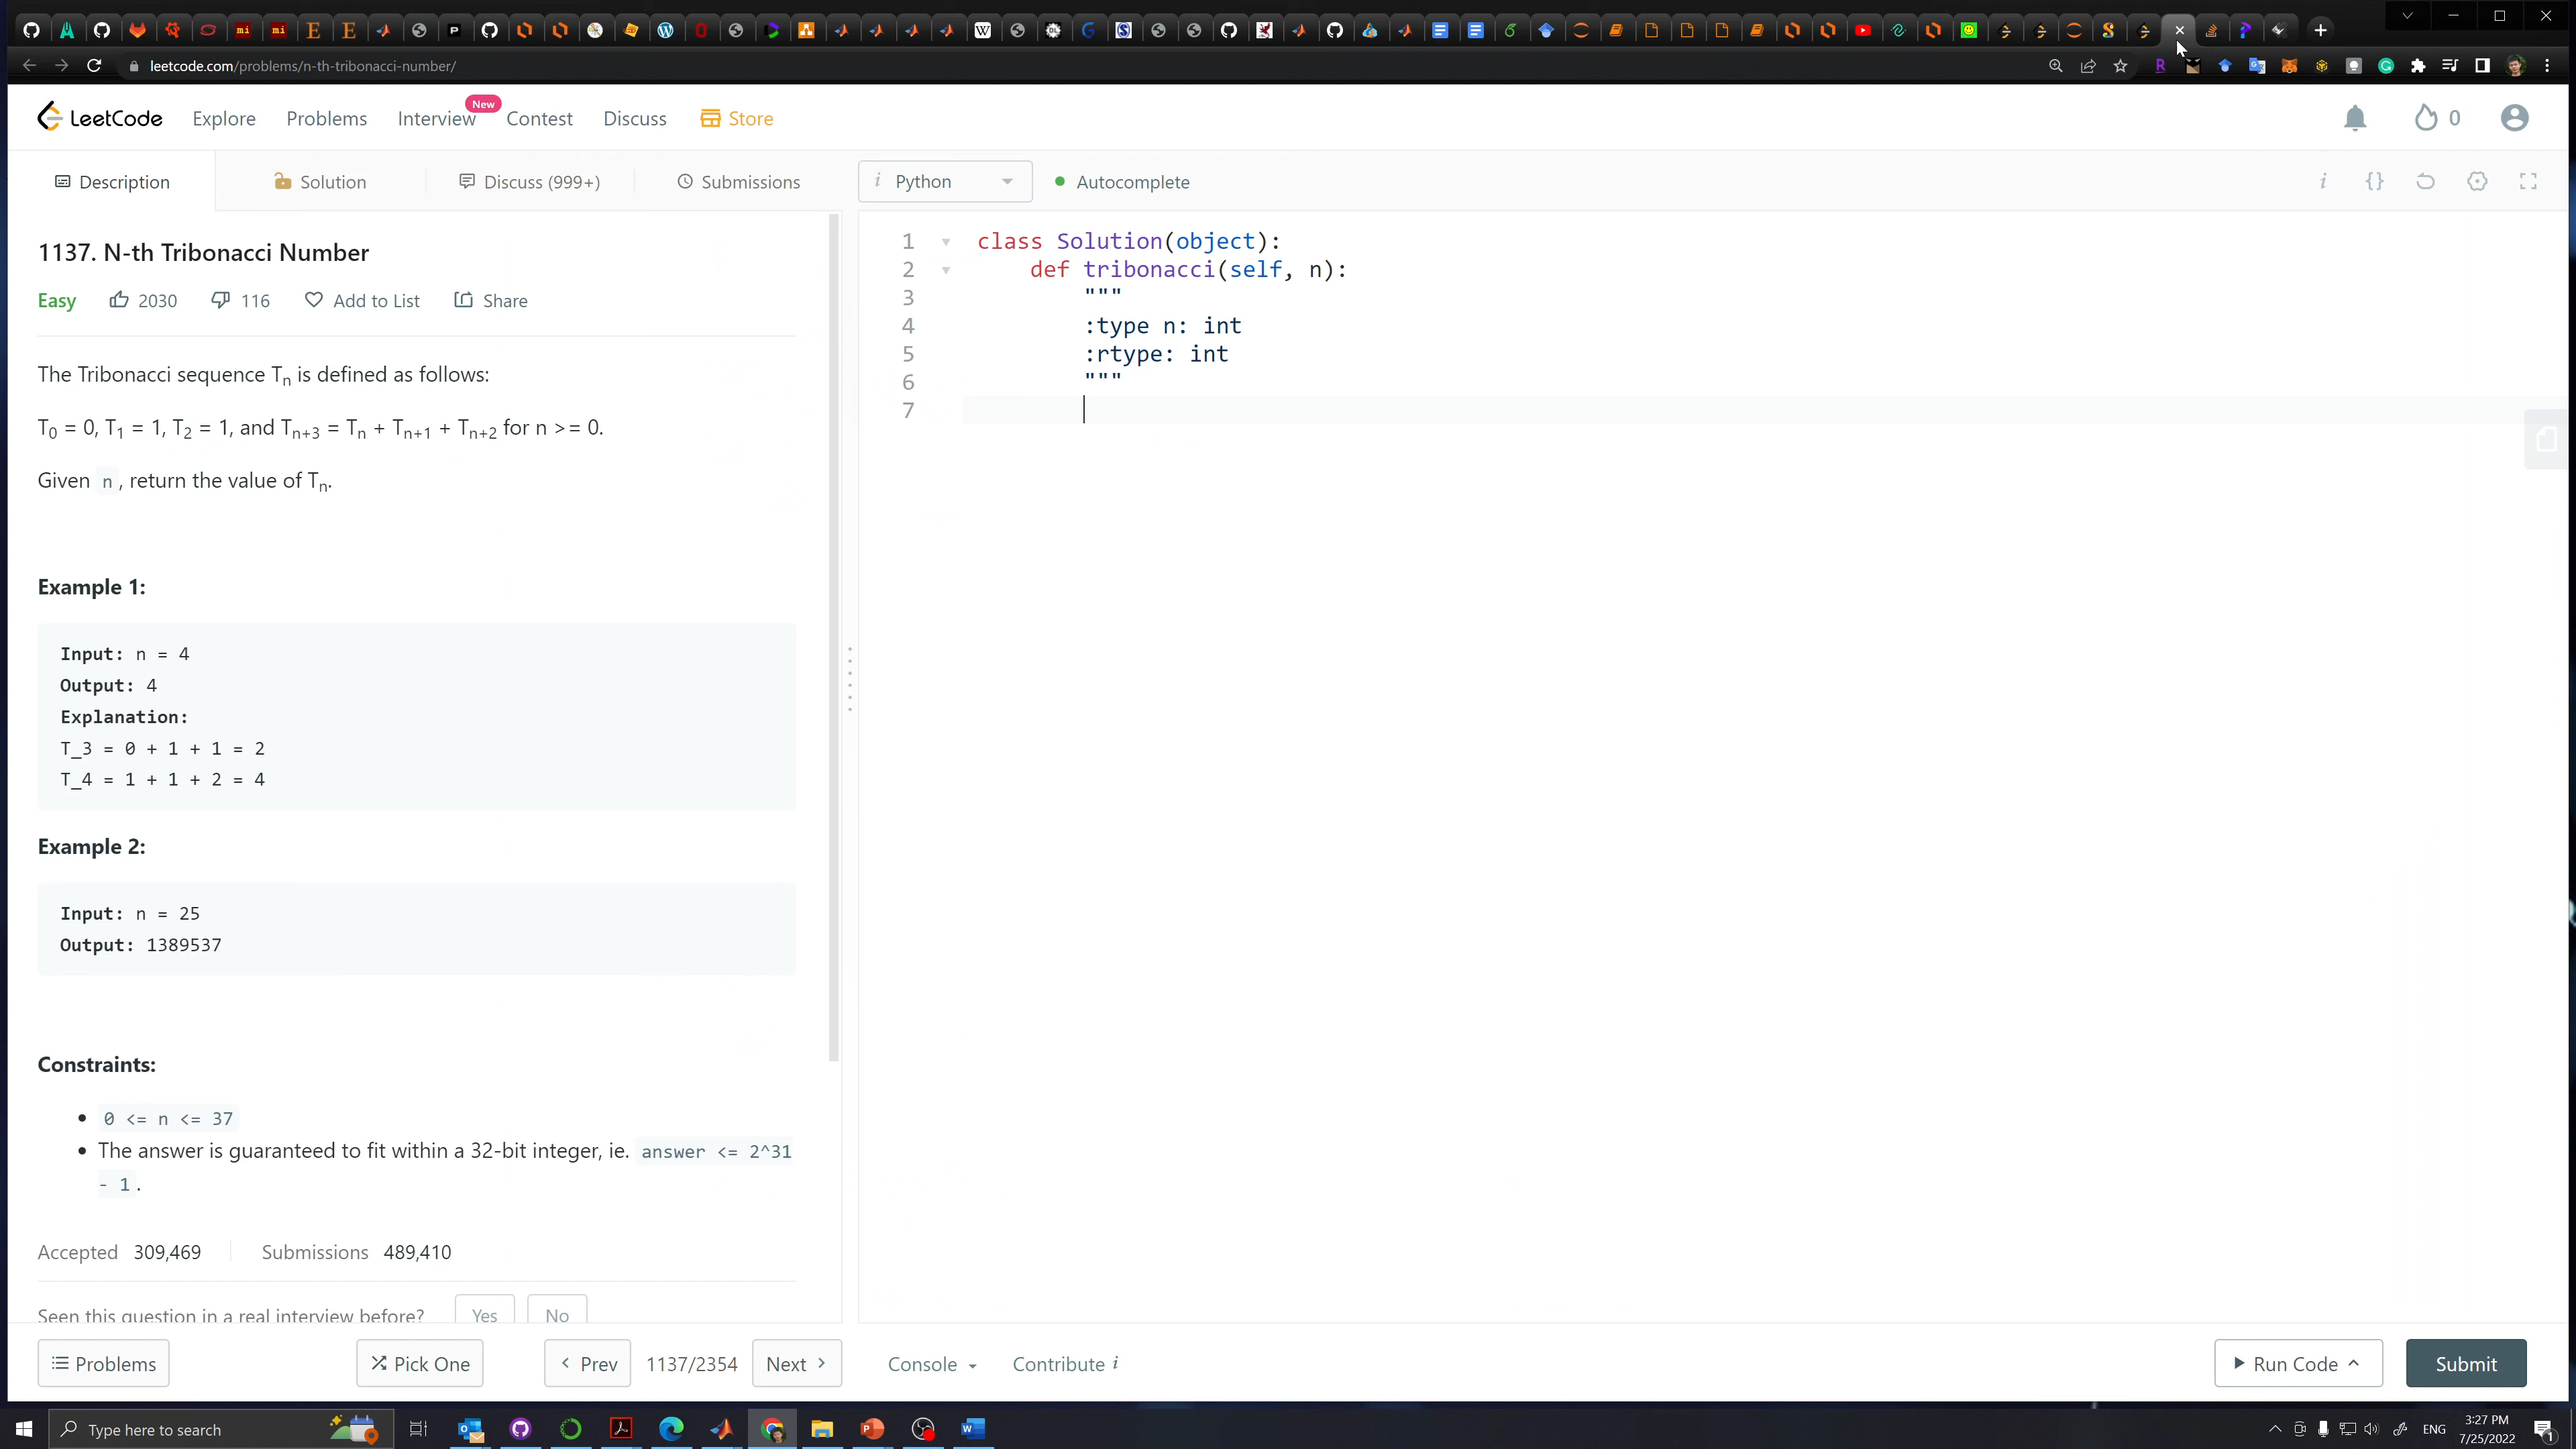 leetcode.com/problems/n-th-tribonacci-number/
LeetCode
Explore
Problems
Interview
New
Contest
Discuss
Store
0
Description
Solution
Discuss (999+)
Submissions
i Python
Autocomplete
i
{}
1137. N-th Tribonacci Number
Easy
2030
116
Add to List
Share
The Tribonacci sequence Tn is defined as follows:
T0 = 0, T1 = 1, T2 = 1, and Tn+3 = Tn + Tn+1 + Tn+2 for n >= 0.
Given n, return the value of Tn.
Example 1:
Input: n = 4
Output: 4
Explanation:
T_3 = 0 + 1 + 1 = 2
T_4 = 1 + 1 + 2 = 4
Example 2:
Input: n = 25
Output: 1389537
Constraints:
• 0 <= n <= 37
• The answer is guaranteed to fit within a 32-bit integer, ie. answer <= 2^31
- 1.
Accepted 309,469
Submissions 489,410
Seen this question in a real interview before?
Yes
No
1 class Solution(object):
2 def tribonacci(self, n):
3 """
4 :type n: int
5 :rtype: int
6 """
7
Problems
Pick One
Prev
1137/2354
Next
Console
Contribute i
Run Code
Submit
Type here to search
ENG
3:27 PM
7/25/2022
1